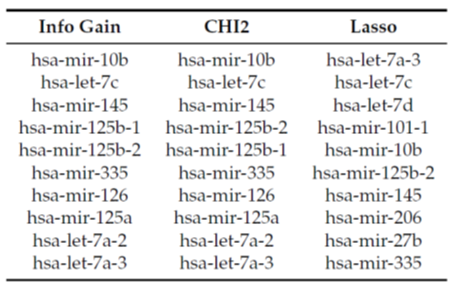 Info Gain CHI2 Lasso
hsa-mir-10b hsa-mir-10b hsa-let-7a-3
hsa-let-7c hsa-let-7c hsa-let-7c
hsa-mir-145 hsa-mir-145 hsa-let-7d
hsa-mir-125b-1 hsa-mir-125b-2 hsa-mir-101-1
hsa-mir-125b-2 hsa-mir-125b-1 hsa-mir-10b
hsa-mir-335 hsa-mir-335 hsa-mir-125b-2
hsa-mir-126 hsa-mir-126 hsa-mir-145
hsa-mir-125a hsa-mir-125a hsa-mir-206
hsa-let-7a-2 hsa-let-7a-2 hsa-mir-27b
hsa-let-7a-3 hsa-let-7a-3 hsa-mir-335